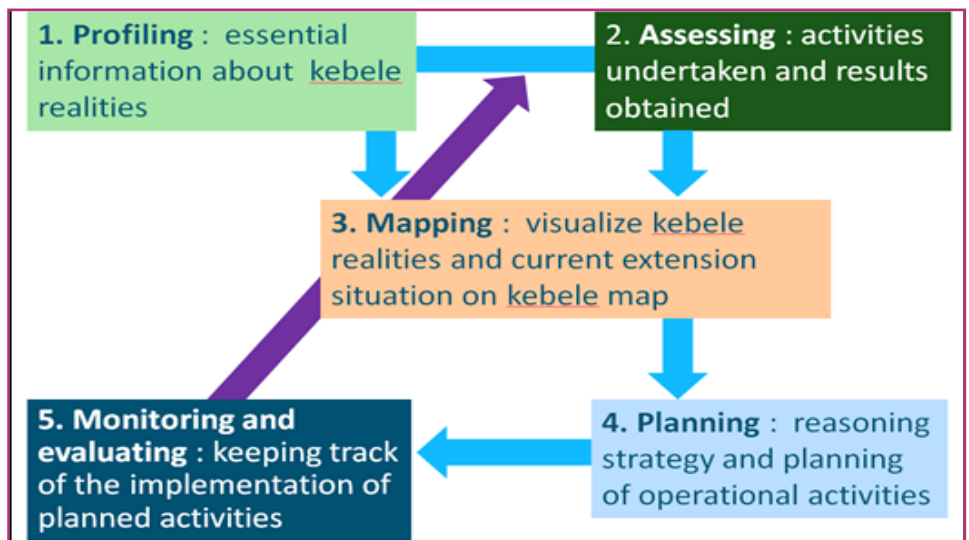 1. Profiling : essential
information about kebele
realities
2. Assessing : activities
undertaken and results
obtained
3. Mapping : visualize kebele
realities and current extension
situation on kebele map
4. Planning : reasoning
strategy and planning
of operational activities
5. Monitoring and
evaluating : keeping track
of the implementation of
planned activities